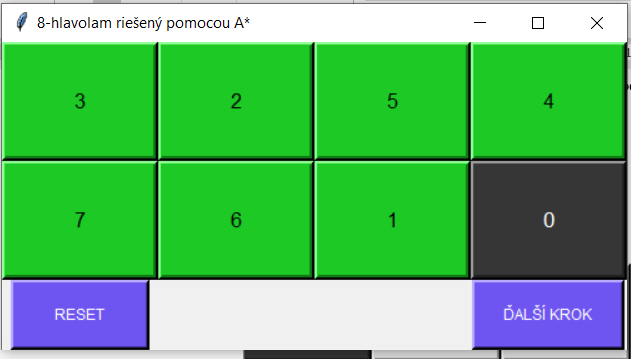 8-hlavolam riešený pomocou A*
3 2 5 4
7 6 1 0
RESET ĎALŠÍ KROK